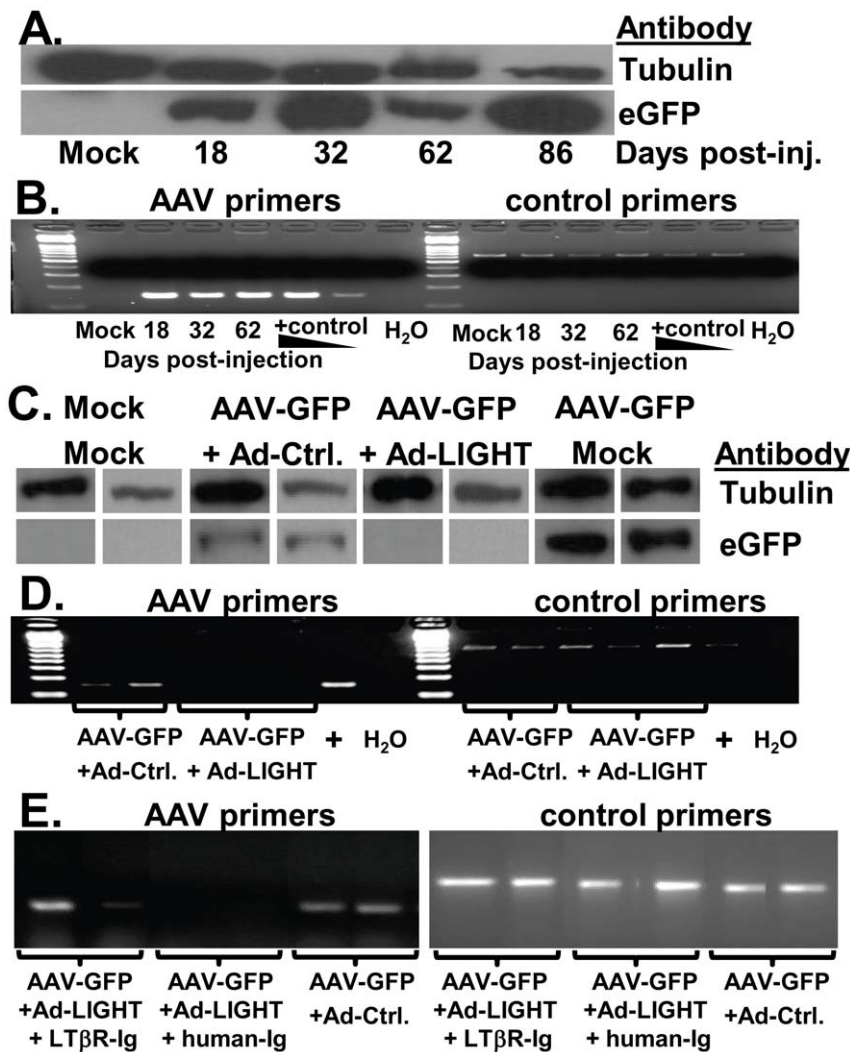 A.
Antibody
Tubulin
eGFP
Mock 18 32 62 86 Days post-inj.
B. AAV primers control primers
Mock 18 32 62 +control H₂O Mock 18 32 62 +control H₂O
Days post-injection Days post-injection
C. Mock AAV-GFP AAV-GFP AAV-GFP
Mock + Ad-Ctrl. + Ad-LIGHT Mock Antibody
Tubulin
eGFP
D. AAV primers control primers
AAV-GFP AAV-GFP + H₂O AAV-GFP AAV-GFP + H₂O
+Ad-Ctrl. + Ad-LIGHT +Ad-Ctrl. + Ad-LIGHT
E. AAV primers control primers
AAV-GFP AAV-GFP AAV-GFP AAV-GFP AAV-GFP AAV-GFP
+Ad-LIGHT +Ad-LIGHT +Ad-Ctrl. +Ad-LIGHT +Ad-LIGHT +Ad-Ctrl.
+ LTβR-Ig + human-Ig + LTβR-Ig + human-Ig